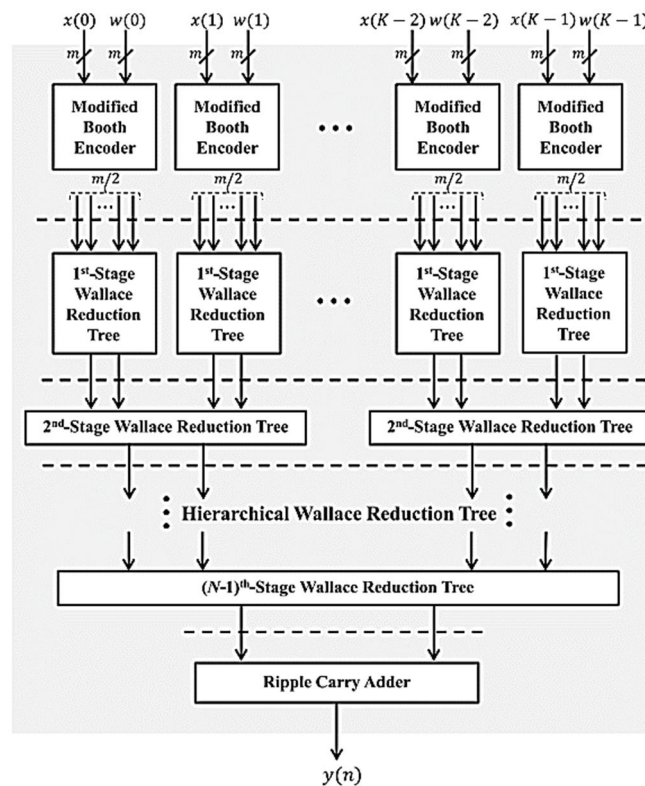 x(0) w(0) x(1) w(1) x(K − 2) w(K − 2) x(K − 1) w(K − 1)
m m m m m m m m
Modified Booth Encoder
Modified Booth Encoder
...
Modified Booth Encoder
Modified Booth Encoder
m/2 m/2 m/2 m/2
... ... ... ...
1st-Stage Wallace Reduction Tree
1st-Stage Wallace Reduction Tree
...
1st-Stage Wallace Reduction Tree
1st-Stage Wallace Reduction Tree
2nd-Stage Wallace Reduction Tree
2nd-Stage Wallace Reduction Tree
Hierarchical Wallace Reduction Tree
(N-1)th-Stage Wallace Reduction Tree
Ripple Carry Adder
y(n)